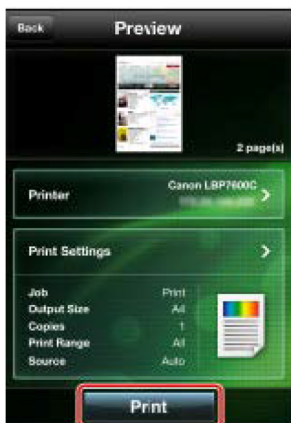 Back Preview
2 page(s)
Printer Canon LBP7600C
Print Settings
Job Print
Output Size A4
Copies 1
Print Range All
Source Auto
Print